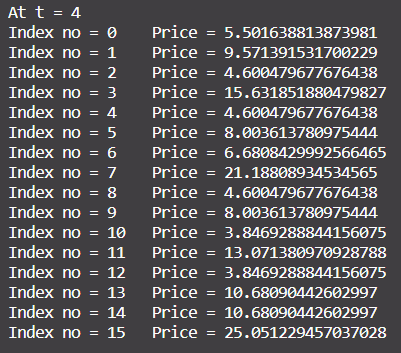 At t = 4
Index no = 0    Price = 5.501638813873981
Index no = 1    Price = 9.571391531700229
Index no = 2    Price = 4.600479677676438
Index no = 3    Price = 15.631851880479827
Index no = 4    Price = 4.600479677676438
Index no = 5    Price = 8.003613780975444
Index no = 6    Price = 6.6808429992566465
Index no = 7    Price = 21.18808934534565
Index no = 8    Price = 4.600479677676438
Index no = 9    Price = 8.003613780975444
Index no = 10   Price = 3.8469288844156075
Index no = 11   Price = 13.071380970928788
Index no = 12   Price = 3.8469288844156075
Index no = 13   Price = 10.68090442602997
Index no = 14   Price = 10.68090442602997
Index no = 15   Price = 25.051229457037028